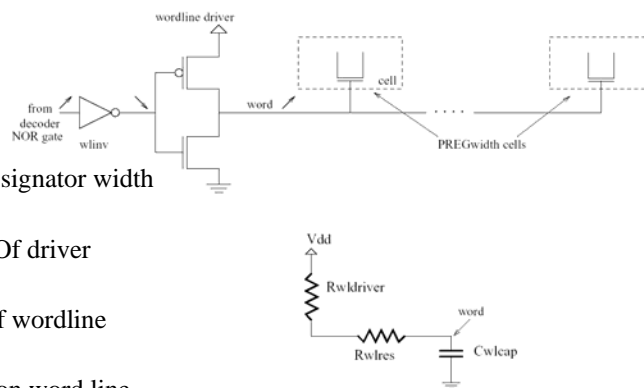 wordline driver
cell
from
decoder
NOR gate
wlinv
word
PREGwidth cells
signator width
Of driver
f wordline
on word line
Vdd
Rwldriver
word
Rwlres
Cwlcap